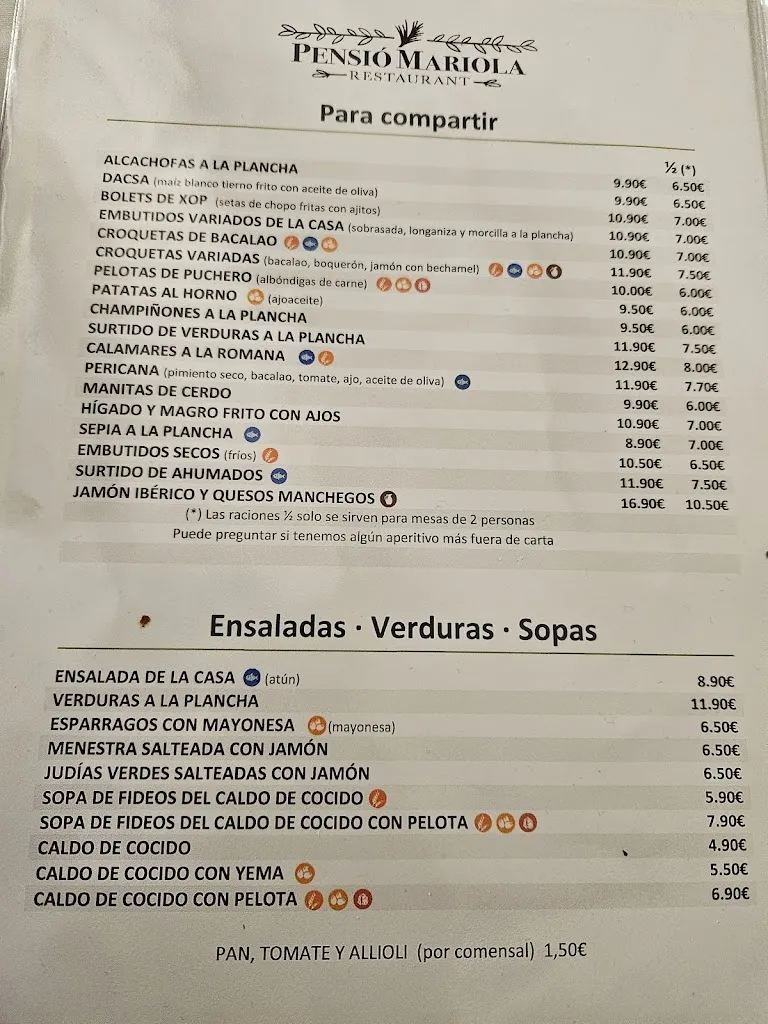 PENSIÓ MARIOLA
RESTAURANT
Para compartir
½ (*)
ALCACHOFAS A LA PLANCHA 9.90€ 6.50€
DACSA (maíz blanco tierno frito con aceite de oliva) 9.90€ 6.50€
BOLETS DE XOP (setas de chopo fritas con ajitos) 10.90€ 7.00€
EMBUTIDOS VARIADOS DE LA CASA (sobrasada, longaniza y morcilla a la plancha) 10.90€ 7.00€
CROQUETAS DE BACALAO 10.90€ 7.00€
CROQUETAS VARIADAS (bacalao, boquerón, jamón con bechamel) 11.90€ 7.50€
PELOTAS DE PUCHERO (albóndigas de carne) 10.00€ 6.00€
PATATAS AL HORNO (ajoaceite) 9.50€ 6.00€
CHAMPIÑONES A LA PLANCHA 9.50€ 6.00€
SURTIDO DE VERDURAS A LA PLANCHA 11.90€ 7.50€
CALAMARES A LA ROMANA 12.90€ 8.00€
PERICANA (pimiento seco, bacalao, tomate, ajo, aceite de oliva) 11.90€ 7.70€
MANITAS DE CERDO 9.90€ 6.00€
HÍGADO Y MAGRO FRITO CON AJOS 10.90€ 7.00€
SEPIA A LA PLANCHA 8.90€ 7.00€
EMBUTIDOS SECOS (fríos) 10.50€ 6.50€
SURTIDO DE AHUMADOS 11.90€ 7.50€
JAMÓN IBÉRICO Y QUESOS MANCHEGOS 16.90€ 10.50€
(*) Las raciones ½ solo se sirven para mesas de 2 personas
Puede preguntar si tenemos algún aperitivo más fuera de carta
Ensaladas · Verduras · Sopas
ENSALADA DE LA CASA (atún) 8.90€
VERDURAS A LA PLANCHA 11.90€
ESPARRAGOS CON MAYONESA (mayonesa) 6.50€
MENESTRA SALTEADA CON JAMÓN 6.50€
JUDÍAS VERDES SALTEADAS CON JAMÓN 6.50€
SOPA DE FIDEOS DEL CALDO DE COCIDO 5.90€
SOPA DE FIDEOS DEL CALDO DE COCIDO CON PELOTA 7.90€
CALDO DE COCIDO 4.90€
CALDO DE COCIDO CON YEMA 5.50€
CALDO DE COCIDO CON PELOTA 6.90€
PAN, TOMATE Y ALLIOLI (por comensal) 1,50€